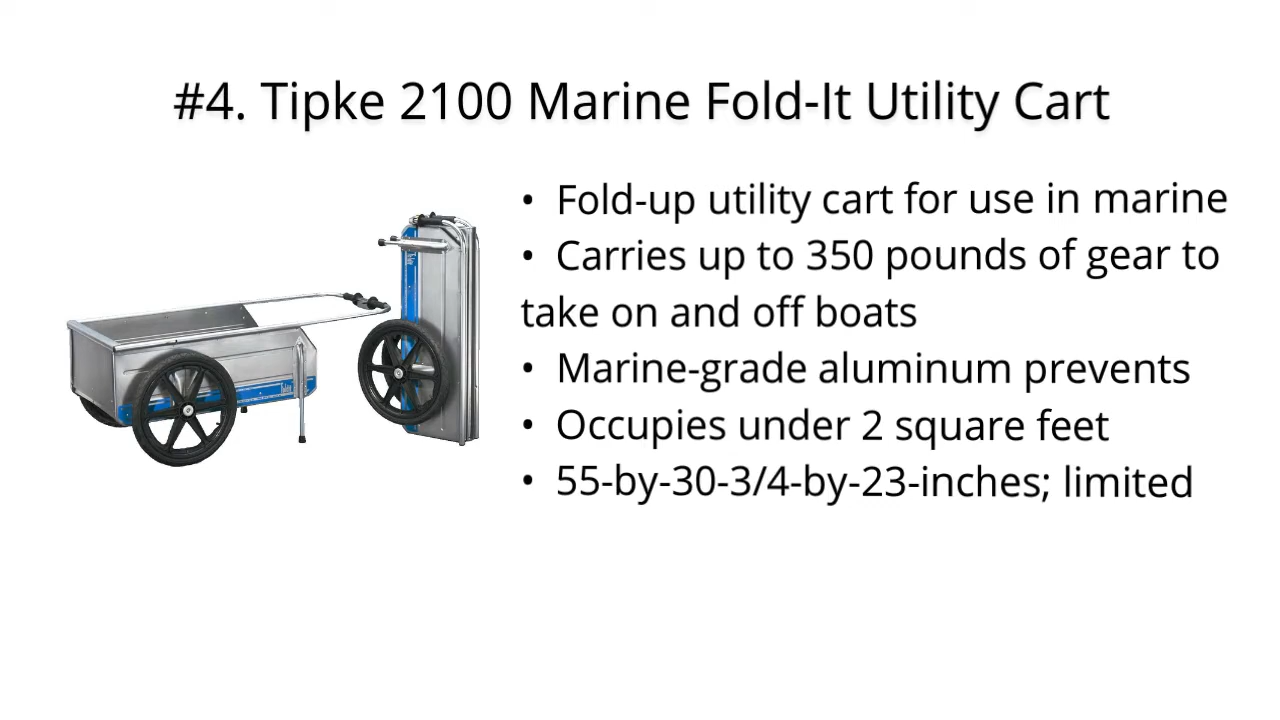 #4. Tipke 2100 Marine Fold-It Utility Cart
• Fold-up utility cart for use in marine
• Carries up to 350 pounds of gear to
take on and off boats
• Marine-grade aluminum prevents
• Occupies under 2 square feet
• 55-by-30-3/4-by-23-inches; limited